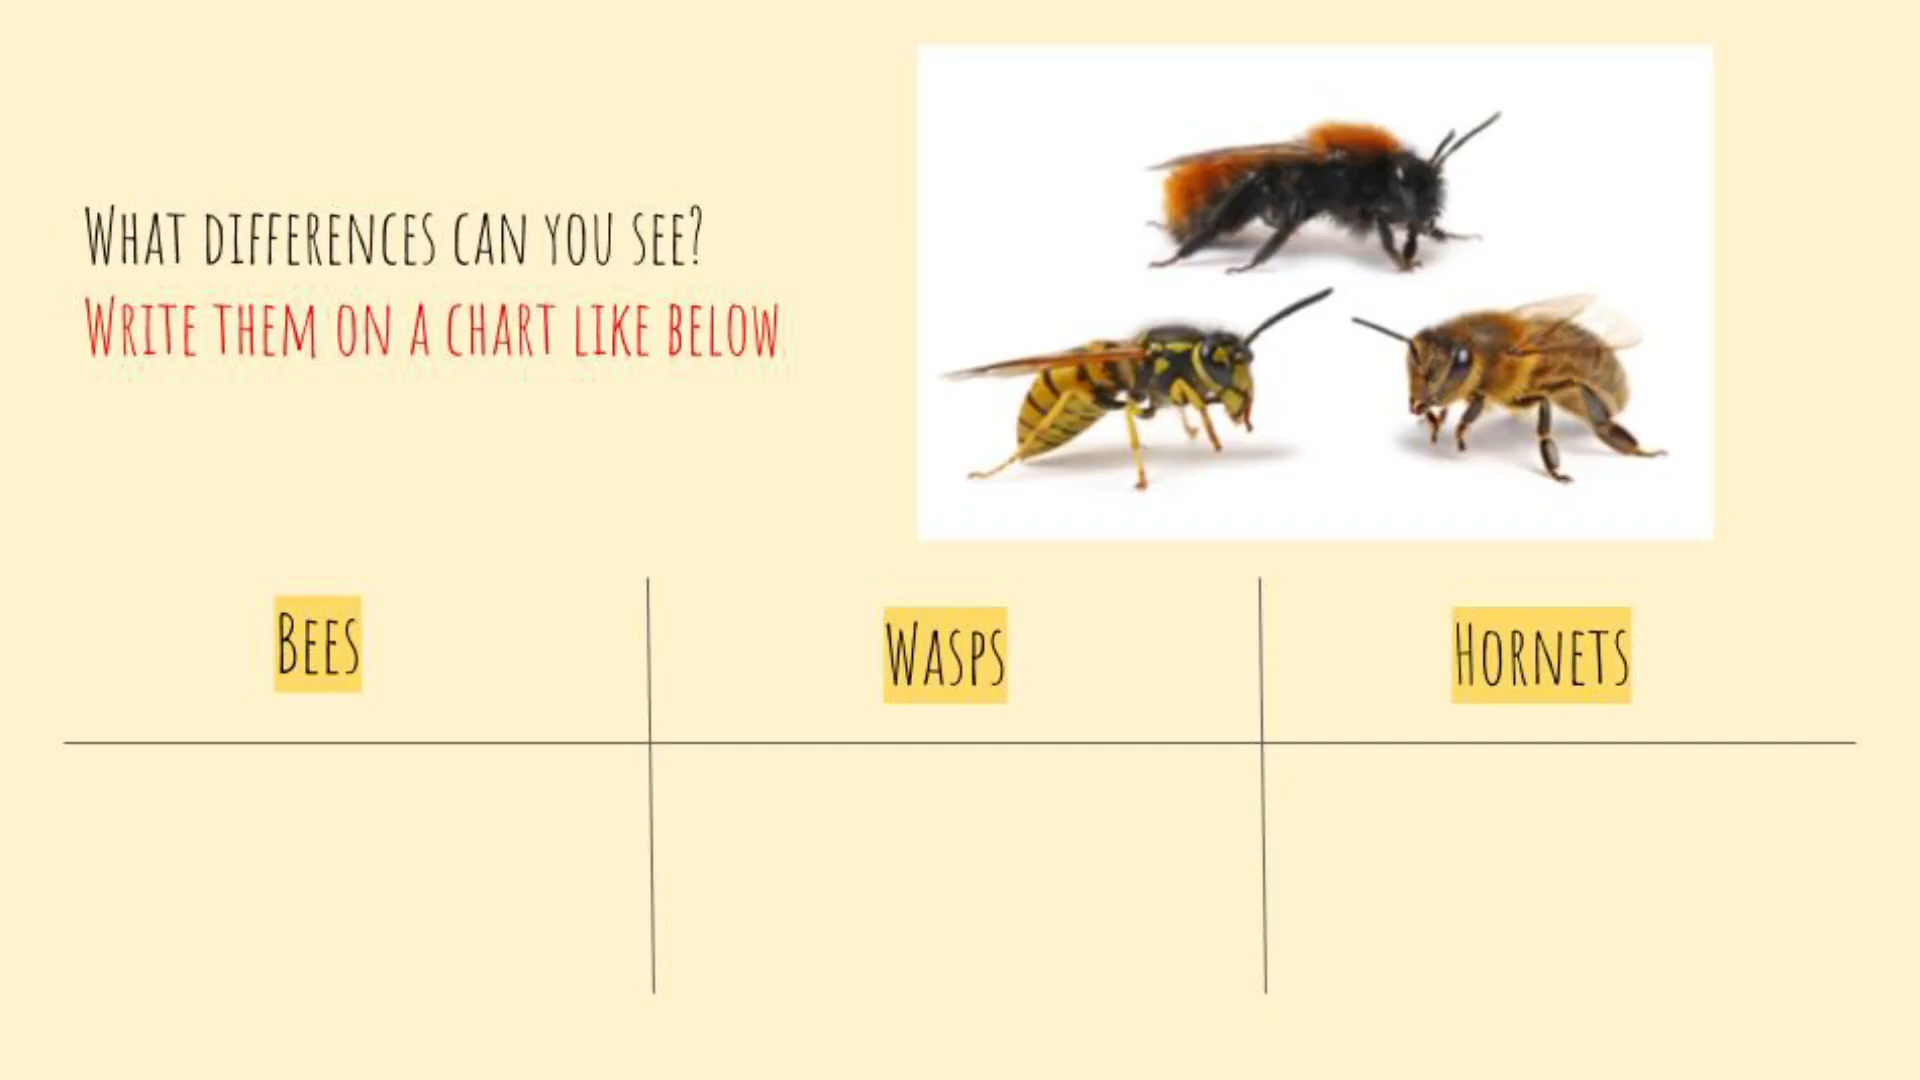 What differences can you see?
Write them on a chart like below
Bees
Wasps
Hornets